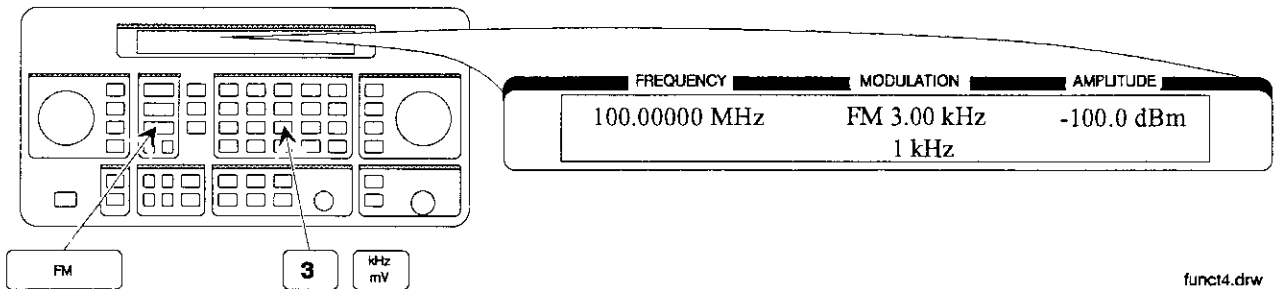 FREQUENCY MODULATION AMPLITUDE
100.00000 MHz FM 3.00 kHz -100.0 dBm
1 kHz
FM 3 kHz
mV
funct4.drw